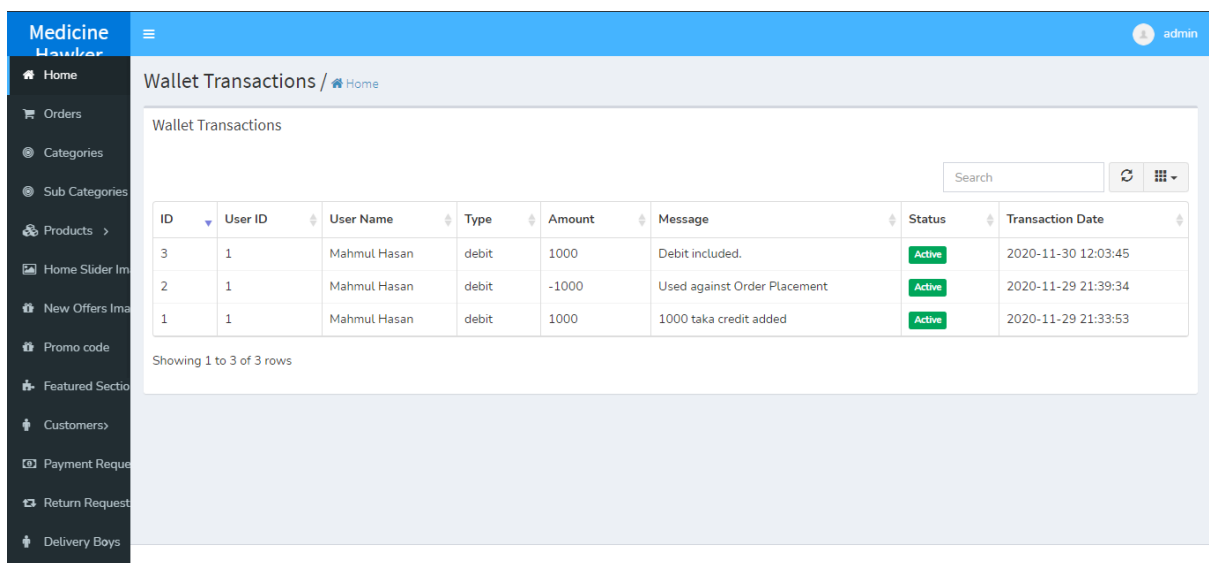 Medicine
Hawker
admin
Home
Orders
Categories
Sub Categories
Products
Home Slider Im
New Offers Ima
Promo code
Featured Sectio
Customers
Payment Reque
Return Request
Delivery Boys
Wallet Transactions / Home
Wallet Transactions
Search
ID User ID User Name Type Amount Message Status Transaction Date
3 1 Mahmul Hasan debit 1000 Debit included. Active 2020-11-30 12:03:45
2 1 Mahmul Hasan debit -1000 Used against Order Placement Active 2020-11-29 21:39:34
1 1 Mahmul Hasan debit 1000 1000 taka credit added Active 2020-11-29 21:33:53
Showing 1 to 3 of 3 rows